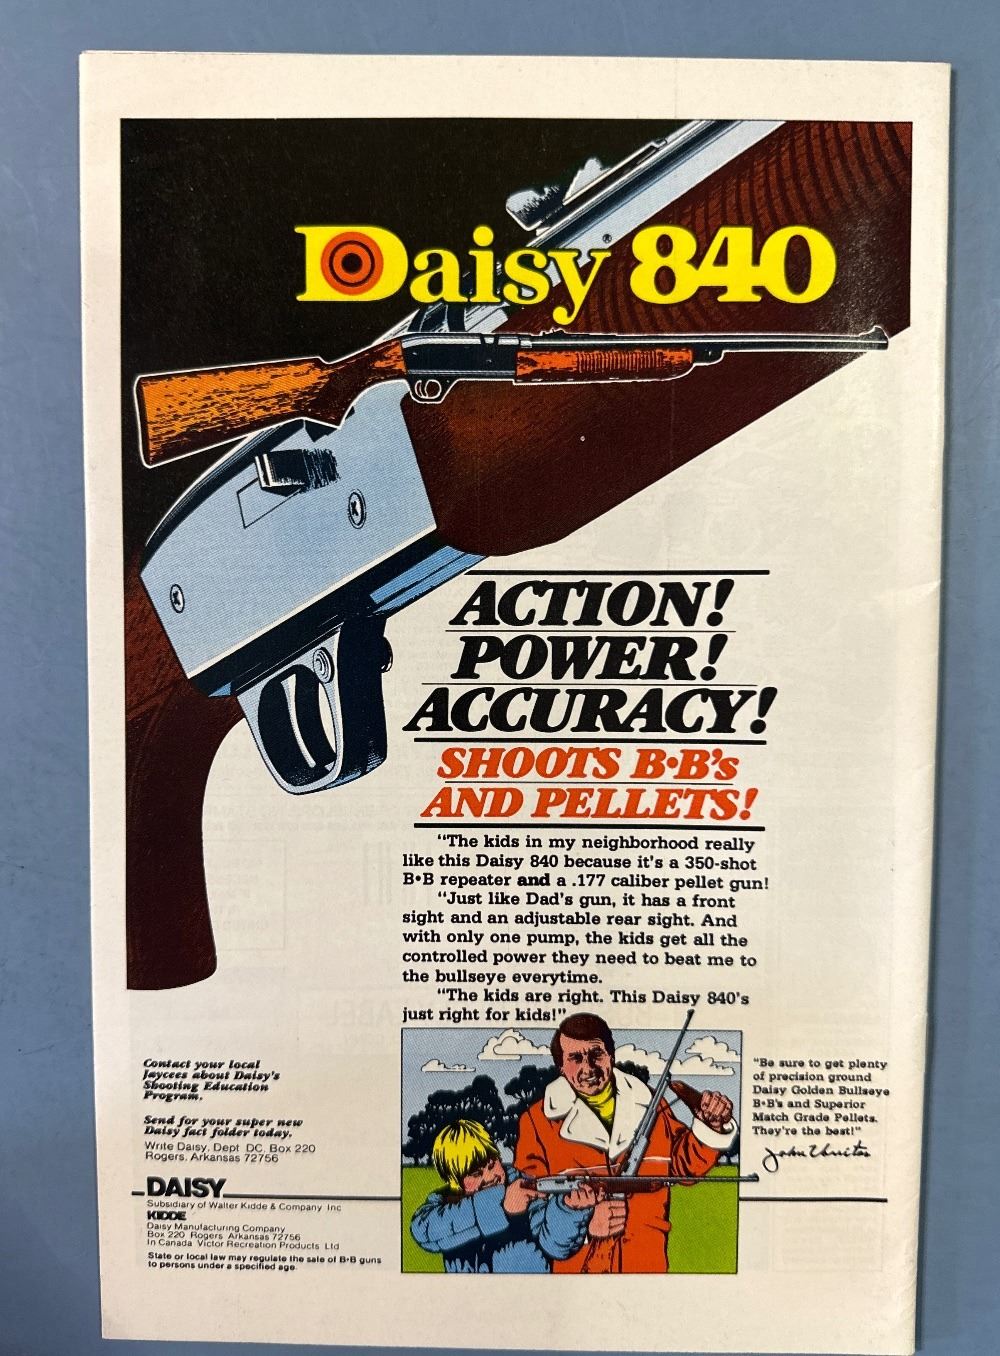 Daisy 840
®
ACTION!
POWER!
ACCURACY!
SHOOTS B•B's
AND PELLETS!
"The kids in my neighborhood really
like this Daisy 840 because it's a 350-shot
B•B repeater and a .177 caliber pellet gun!
"Just like Dad's gun, it has a front
sight and an adjustable rear sight. And
with only one pump, the kids get all the
controlled power they need to beat me to
the bullseye everytime.
"The kids are right. This Daisy 840's
just right for kids!"
Contact your local
Jaycees about Daisy's
Shooting Education
Program.
Send for your super new
Daisy fact folder today.
Write Daisy, Dept DC, Box 220
Rogers, Arkansas 72756
DAISY
Subsidiary of Walter Kidde & Company Inc
KIDDE
Daisy Manufacturing Company
Box 220 Rogers Arkansas 72756
In Canada Victor Recreation Products Ltd
State or local law may regulate the sale of B•B guns
to persons under a specified age.
"Be sure to get plenty
of precision ground
Daisy Golden Bullseye
B•B's and Superior
Match Grade Pellets.
They're the best!"
John